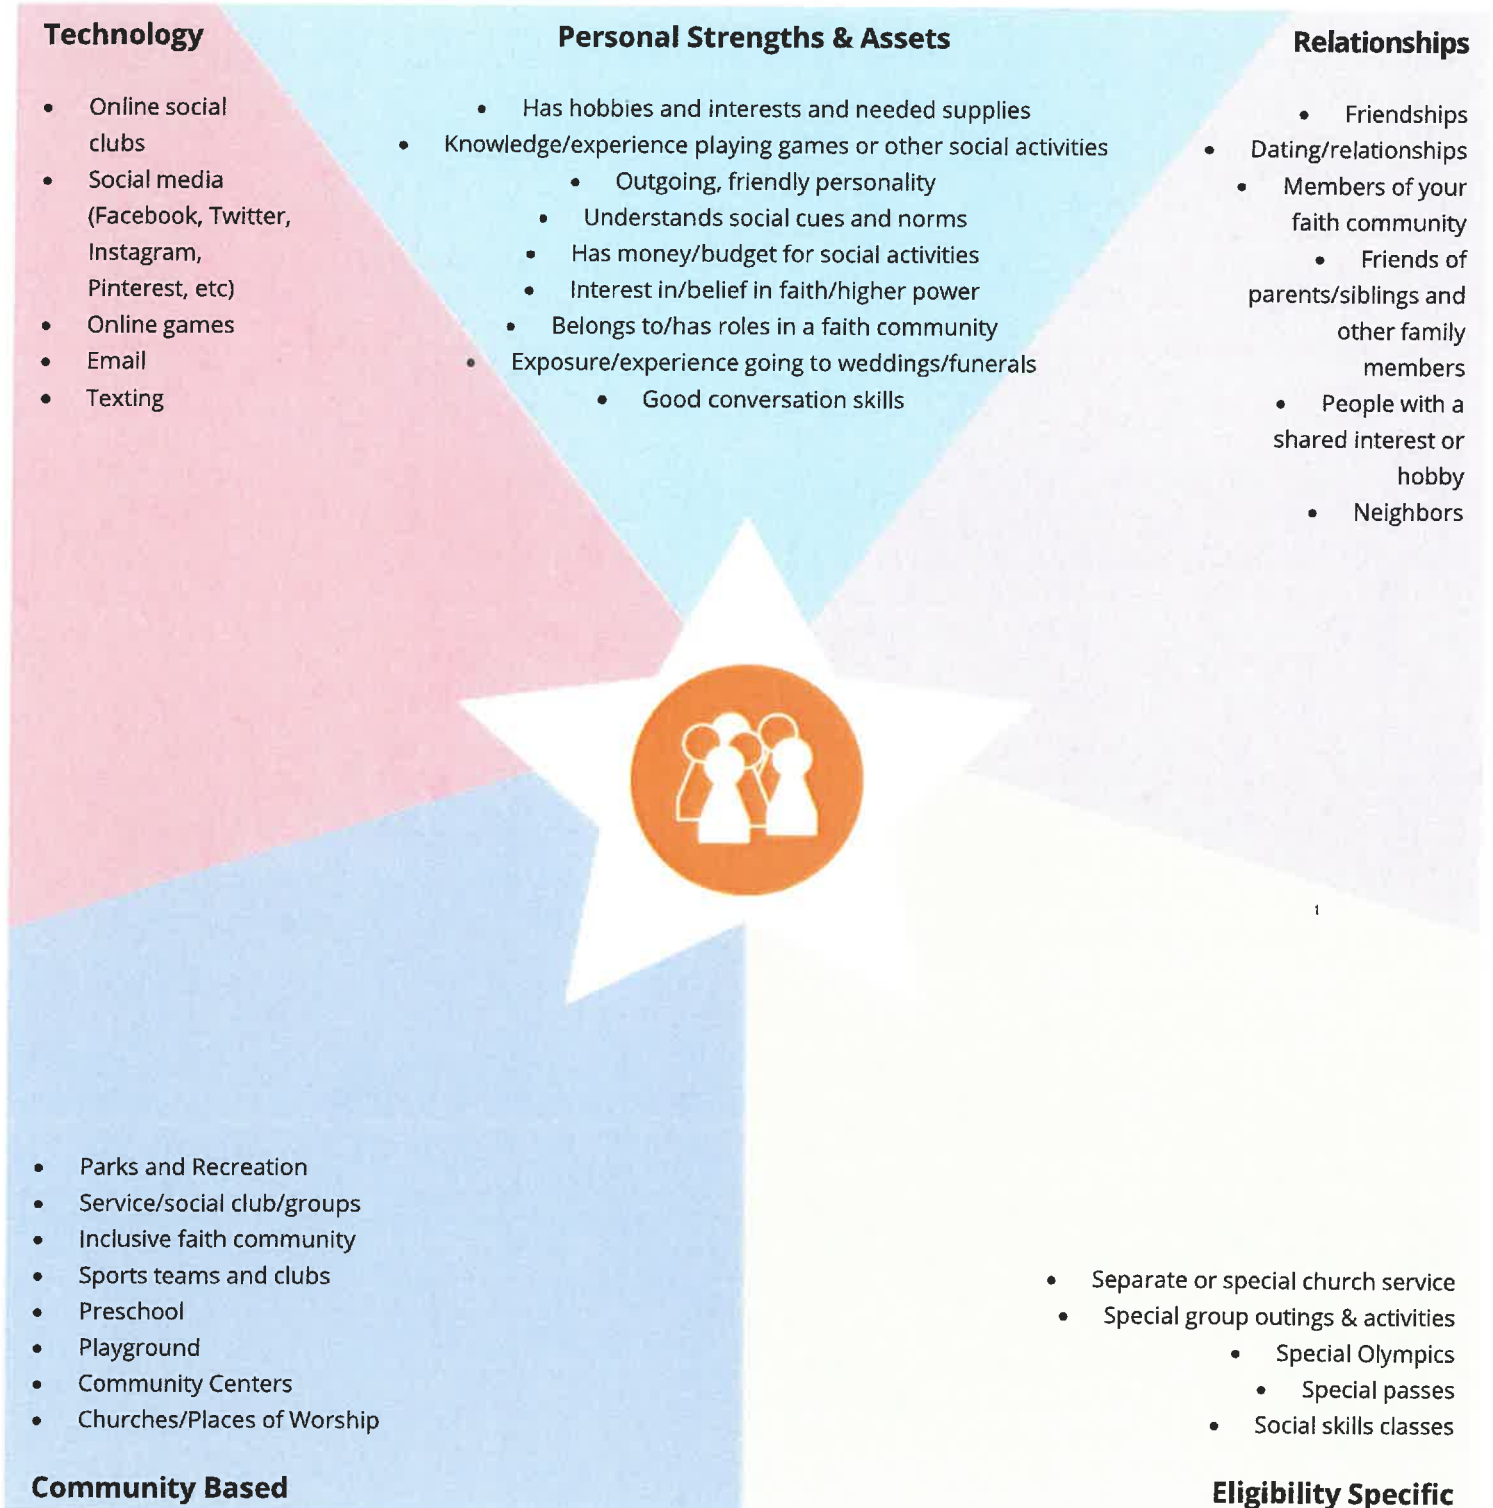 Technology
• Online social
clubs
• Social media
(Facebook, Twitter,
Instagram,
Pinterest, etc)
• Online games
• Email
• Texting
Personal Strengths & Assets
• Has hobbies and interests and needed supplies
• Knowledge/experience playing games or other social activities
• Outgoing, friendly personality
• Understands social cues and norms
• Has money/budget for social activities
• Interest in/belief in faith/higher power
• Belongs to/has roles in a faith community
• Exposure/experience going to weddings/funerals
• Good conversation skills
Relationships
• Friendships
• Dating/relationships
• Members of your
faith community
• Friends of
parents/siblings and
other family
members
• People with a
shared interest or
hobby
• Neighbors
1
• Parks and Recreation
• Service/social club/groups
• Inclusive faith community
• Sports teams and clubs
• Preschool
• Playground
• Community Centers
• Churches/Places of Worship
Community Based
• Separate or special church service
• Special group outings & activities
• Special Olympics
• Special passes
• Social skills classes
Eligibility Specific